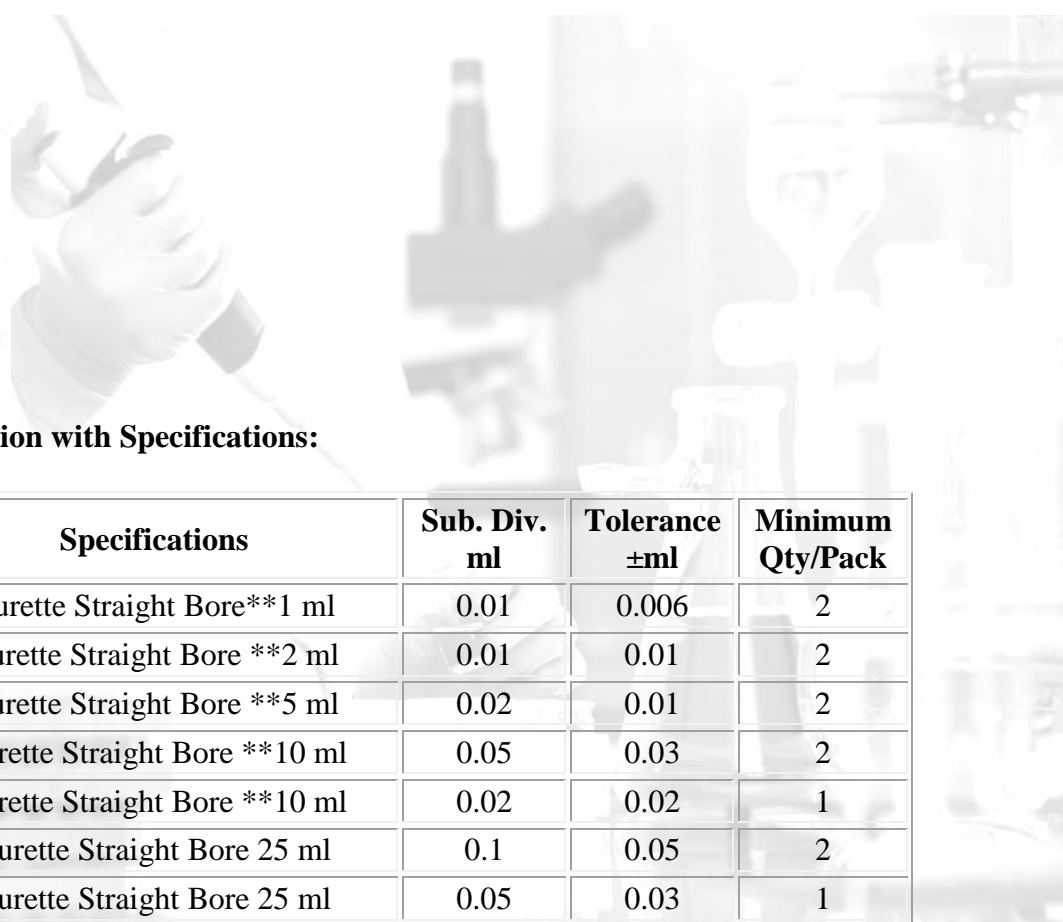 ion with Specifications:
Specifications Sub. Div. ml Tolerance ±ml Minimum Qty/Pack
urette Straight Bore**1 ml 0.01 0.006 2
urette Straight Bore **2 ml 0.01 0.01 2
urette Straight Bore **5 ml 0.02 0.01 2
rette Straight Bore **10 ml 0.05 0.03 2
rette Straight Bore **10 ml 0.02 0.02 1
urette Straight Bore 25 ml 0.1 0.05 2
urette Straight Bore 25 ml 0.05 0.03 1